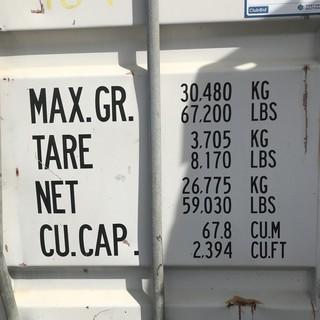 ClubBid
MAX.GR. 30.480 KG
67.200 LBS
TARE 3.705 KG
8.170 LBS
NET 26.775 KG
59.030 LBS
CU.CAP. 67.8 CU.M
2.394 CU.FT